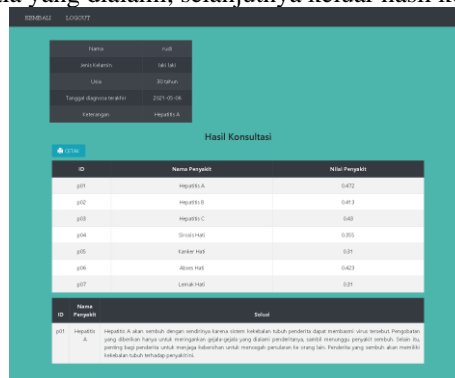 yang dialami, selanjutnya keluar hasil
KEMBALI LOGOUT
Nama rudi
Jenis Kelamin laki laki
Usia 30 tahun
Tanggal diagnosa terakhir 2021-05-06
Keterangan Hepatitis A
Hasil Konsultasi
CETAK
ID Nama Penyakit Nilai Penyakit
p01 Hepatitis A 0.472
p02 Hepatitis B 0.413
p03 Hepatitis C 0.43
p04 Sirosis Hati 0.355
p05 Kanker Hati 0.31
p06 Abses Hati 0.423
p07 Lemak Hati 0.31
ID Nama Penyakit Solusi
p01 Hepatitis A Hepatitis A akan sembuh dengan sendirinya karena sistem kekebalan tubuh penderita dapat membasmi virus tersebut. Pengobatan
yang diberikan hanya untuk meringankan gejala-gejala yang dialami penderitanya, sambil menunggu penyakit sembuh. Selain itu,
penting bagi penderita untuk menjaga kebersihan untuk mencegah penularan ke orang lain. Penderita yang sembuh akan memiliki
kekebalan tubuh terhadap penyakit ini.